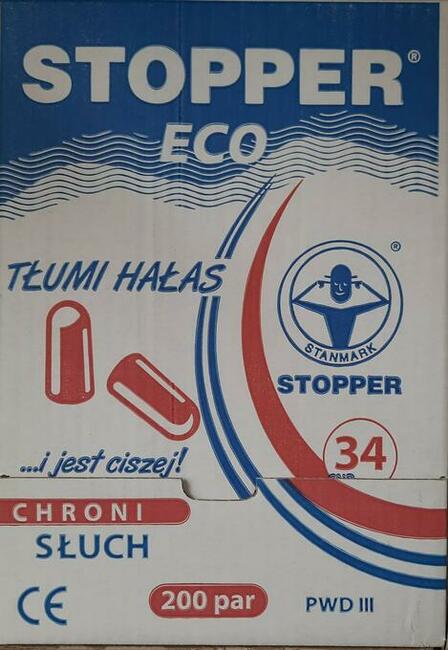 STOPPER®
ECO
TŁUMI HAŁAS
®
STANMARK
STOPPER
34
...i jest ciszej!
CHRONI
SŁUCH
CE
200 par
PWD III